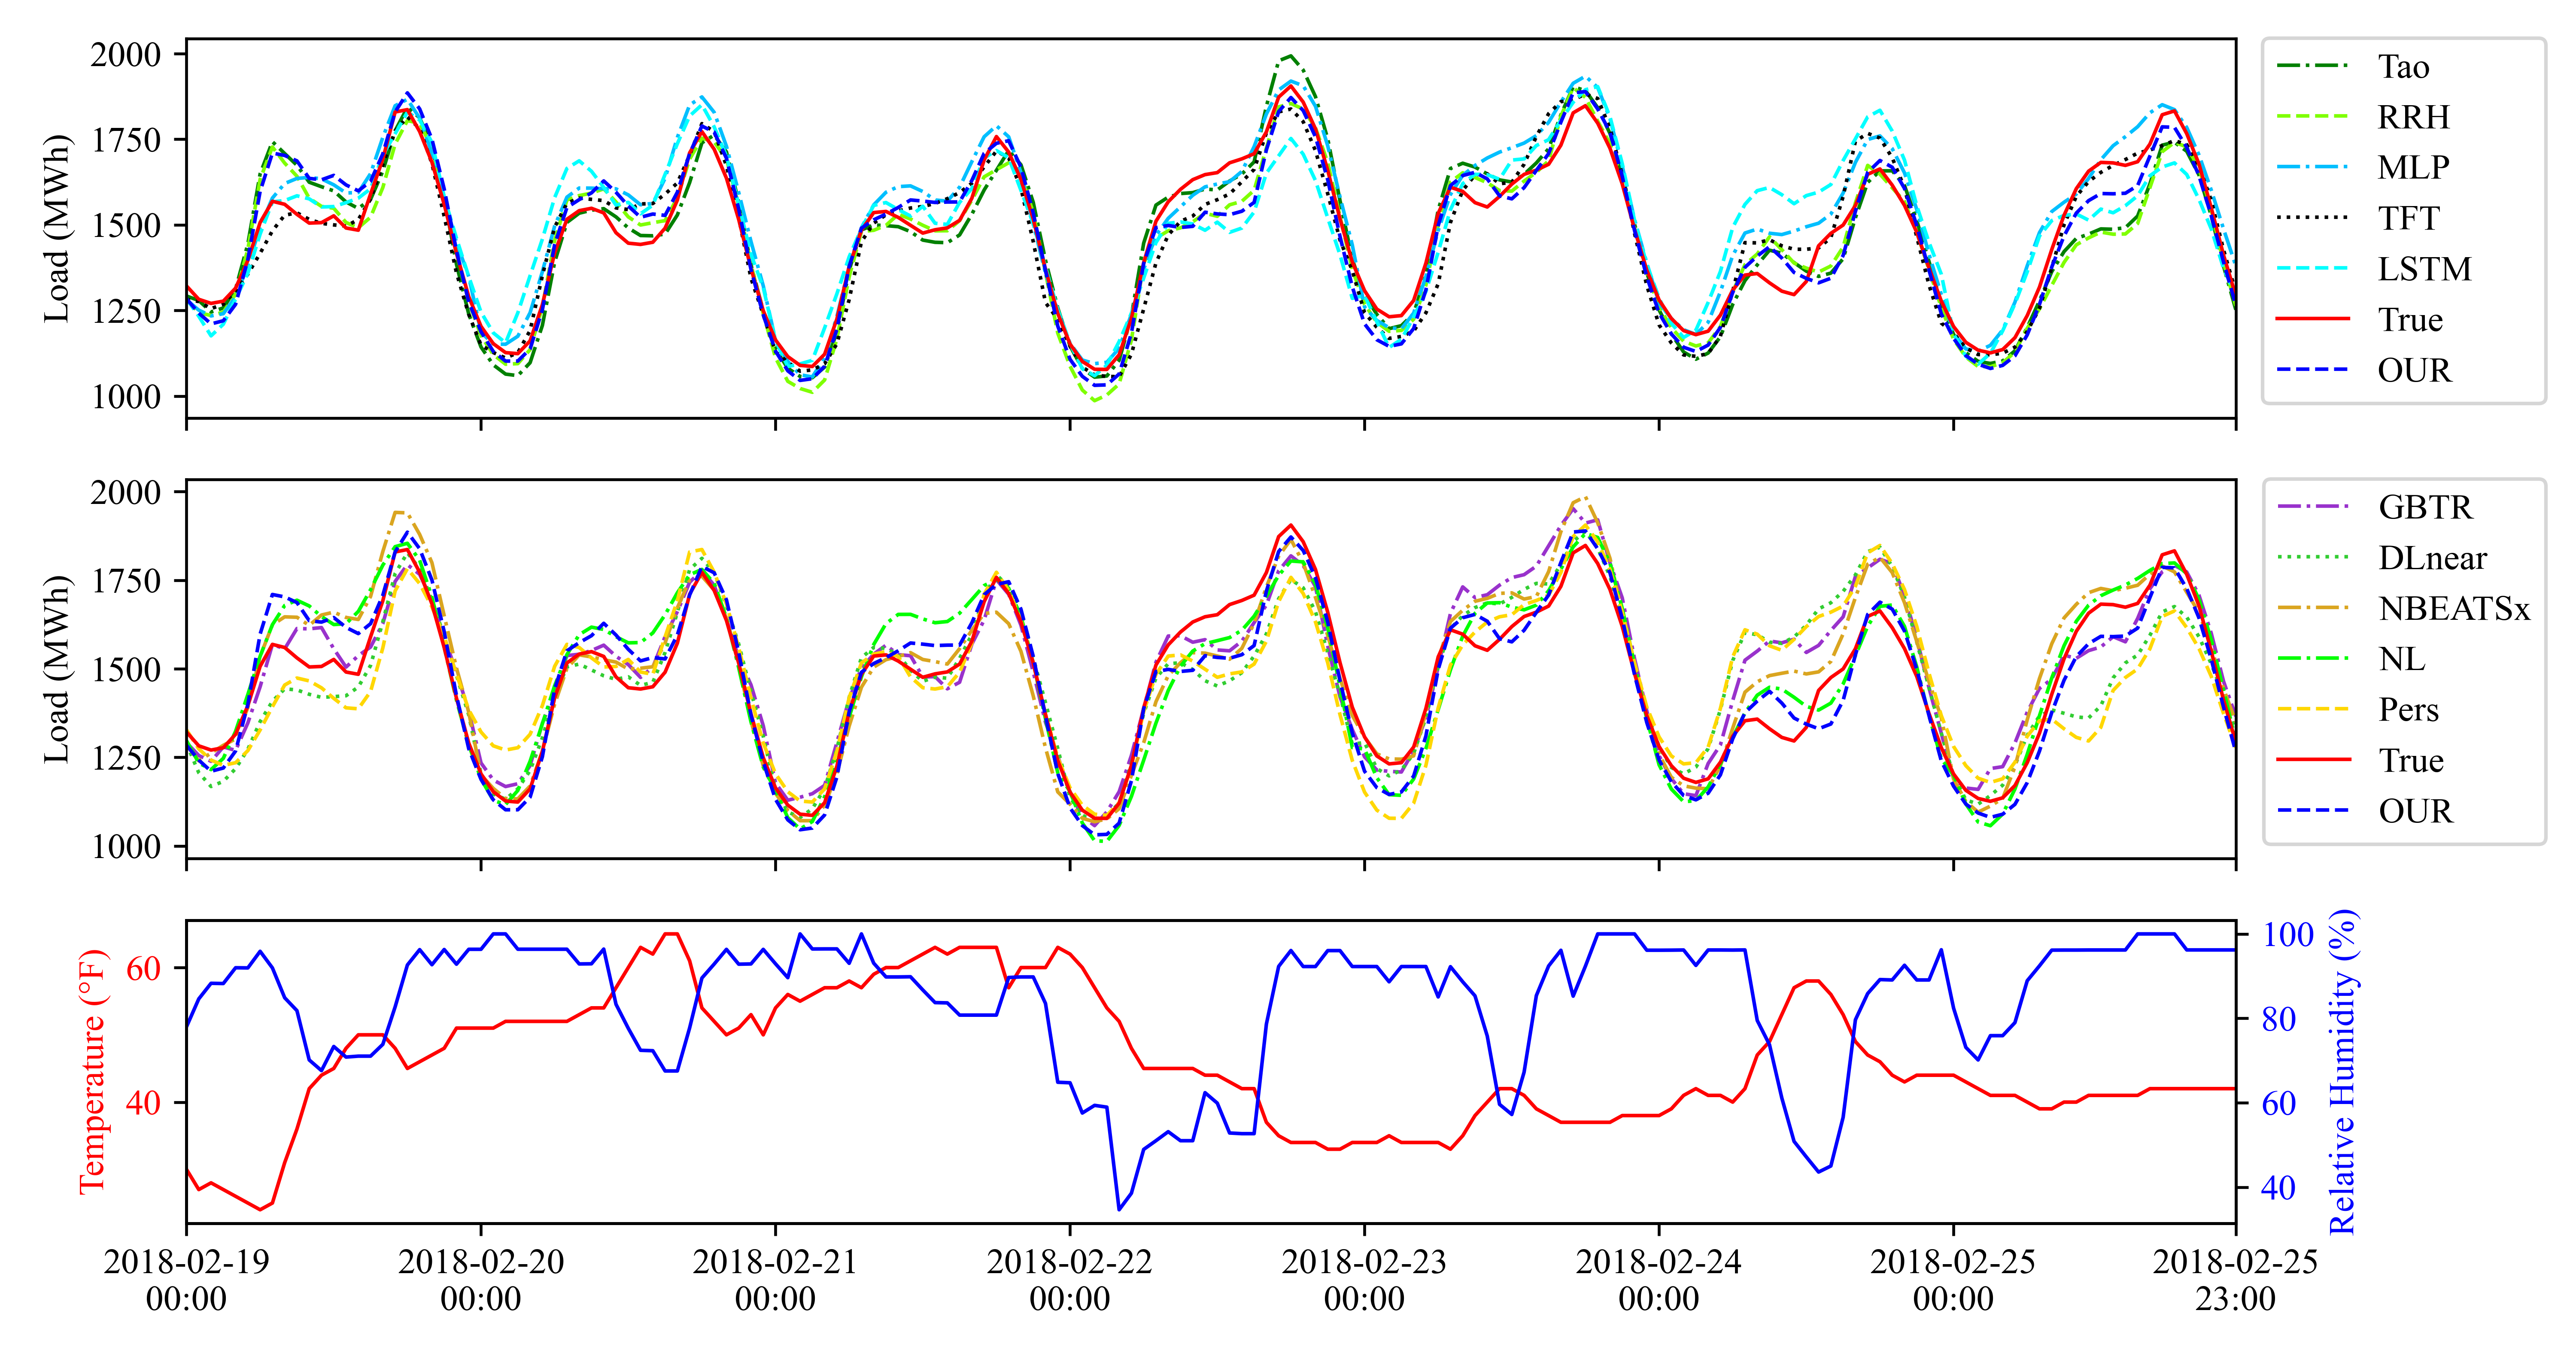 2000
1750
1500
1250
1000
Load (MWh)
Tao
RRH
MLP
TFT
LSTM
True
OUR
2000
1750
1500
1250
1000
Load (MWh)
GBTR
DLnear
NBEATSx
NL
Pers
True
OUR
60
40
Temperature (°F)
100
80
60
40
Relative Humidity (%)
2018-02-19
00:00
2018-02-20
00:00
2018-02-21
00:00
2018-02-22
00:00
2018-02-23
00:00
2018-02-24
00:00
2018-02-25
00:00
2018-02-25
23:00